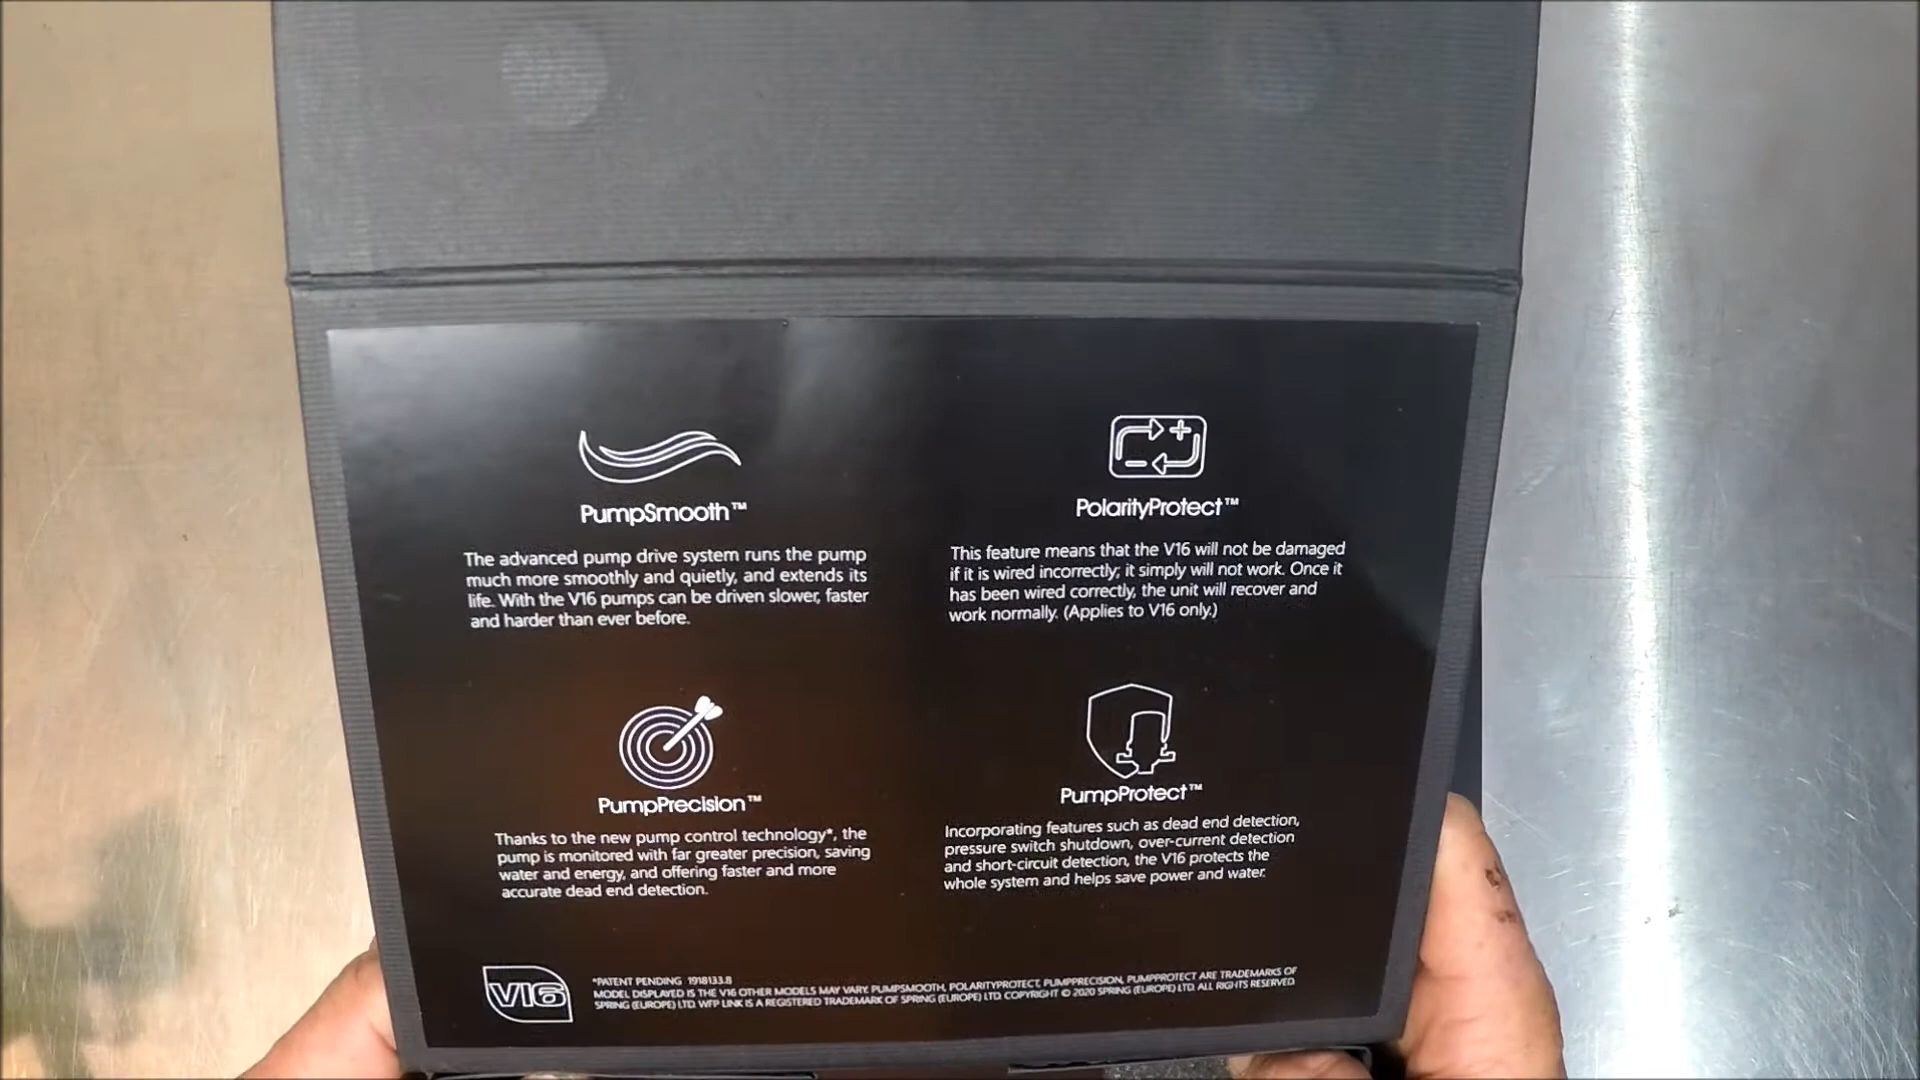 PumpSmooth™
The advanced pump drive system runs the pump
much more smoothly and quietly, and extends its
life. With the V16 pumps can be driven slower, faster
and harder than ever before.
PolarityProtect™
This feature means that the V16 will not be damaged
if it is wired incorrectly; it simply will not work. Once it
has been wired correctly, the unit will recover and
work normally. (Applies to V16 only.)
PumpPrecision™
Thanks to the new pump control technology*, the
pump is monitored with far greater precision, saving
water and energy, and offering faster and more
accurate dead end detection.
PumpProtect™
Incorporating features such as dead end detection,
pressure switch shutdown, over-current detection
and short-circuit detection, the V16 protects the
whole system and helps save power and water.
V16
*PATENT PENDING 1918133.8
MODEL DISPLAYED IS THE V16 OTHER MODELS MAY VARY. PUMPSMOOTH, POLARITYPROTECT, PUMPPRECISION, PUMPPROTECT ARE TRADEMARKS OF
SPRING (EUROPE) LTD. WFP LINK IS A REGISTERED TRADEMARK OF SPRING (EUROPE) LTD. COPYRIGHT © 2020 SPRING (EUROPE) LTD. ALL RIGHTS RESERVED.